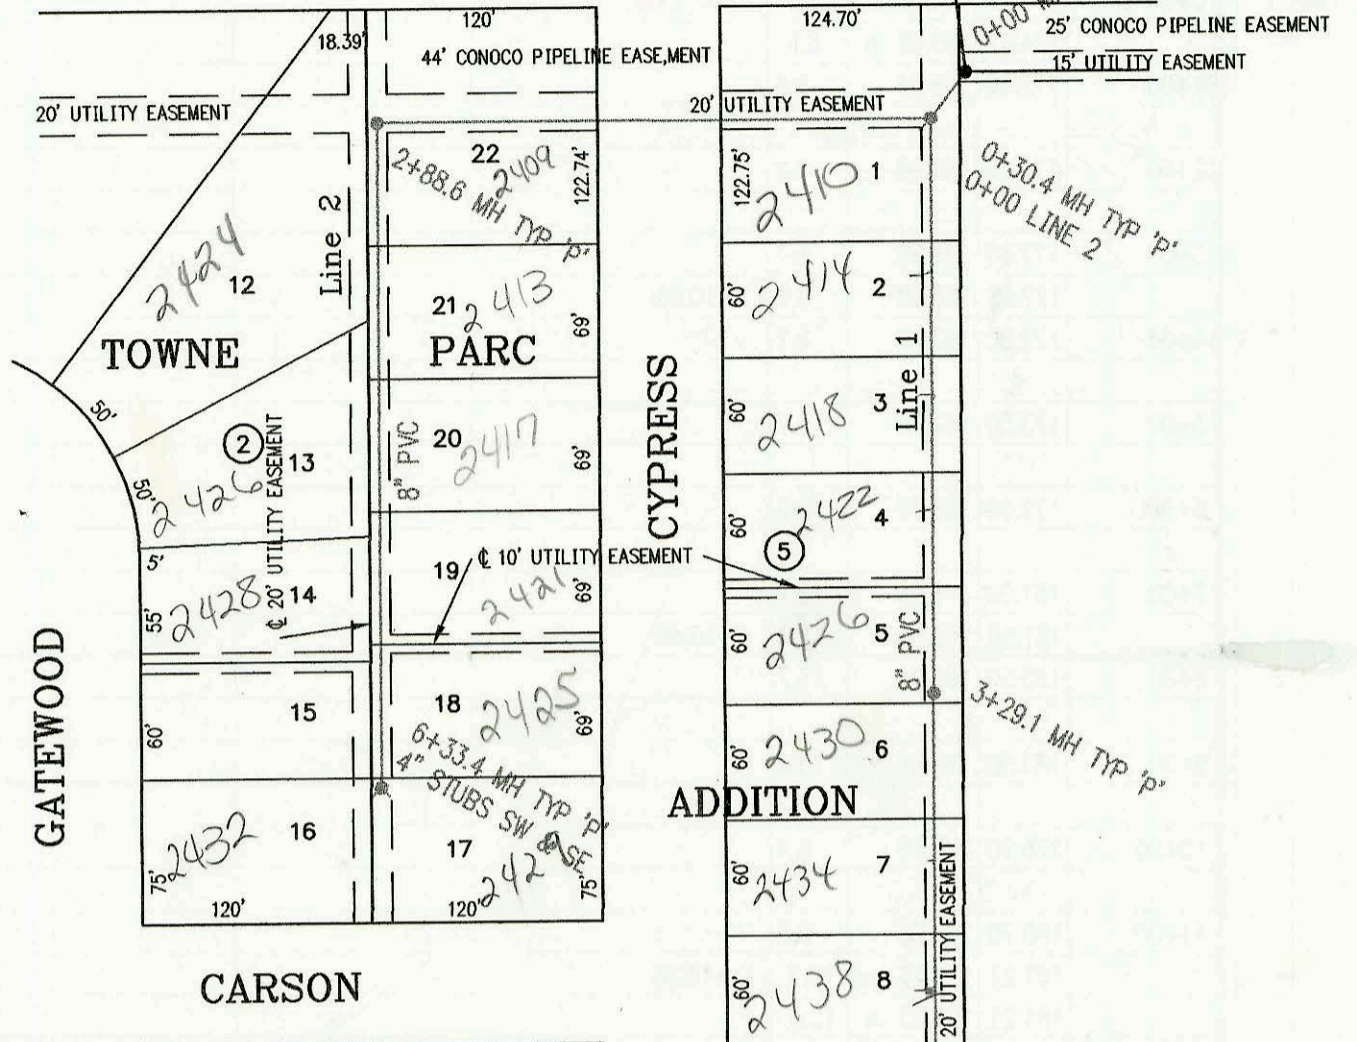 120'
124.70'
0+00
25' CONOCO PIPELINE EASEMENT
18.39'
44' CONOCO PIPELINE EASE,MENT
15' UTILITY EASEMENT
20' UTILITY EASEMENT
20' UTILITY EASEMENT
22
2409
2+88.6 MH TYP 'P'
122.74'
122.75'
2410
1
0+30.4 MH TYP 'P'
0+00 LINE 2
Line 2
2424
12
21
2413
69'
60'
2414
2
TOWNE
PARC
CYPRESS
Line 1
50'
60'
2418
3
2
13
20
2417
69'
8" PVC
50'
2426
60'
2422
4
5
℄ 10' UTILITY EASEMENT
5'
14
2428
55'
℄ 20' UTILITY EASEMENT
19
2421
69'
60'
2426
5
8" PVC
GATEWOOD
15
60'
18
2425
69'
3+29.1 MH TYP 'P'
60'
2430
6
6+33.4 MH TYP 'P'
4" STUBS SW & SE
ADDITION
2432
16
75'
120'
17
242
75'
120'
60'
2434
7
20' UTILITY EASEMENT
CARSON
60'
2438
8